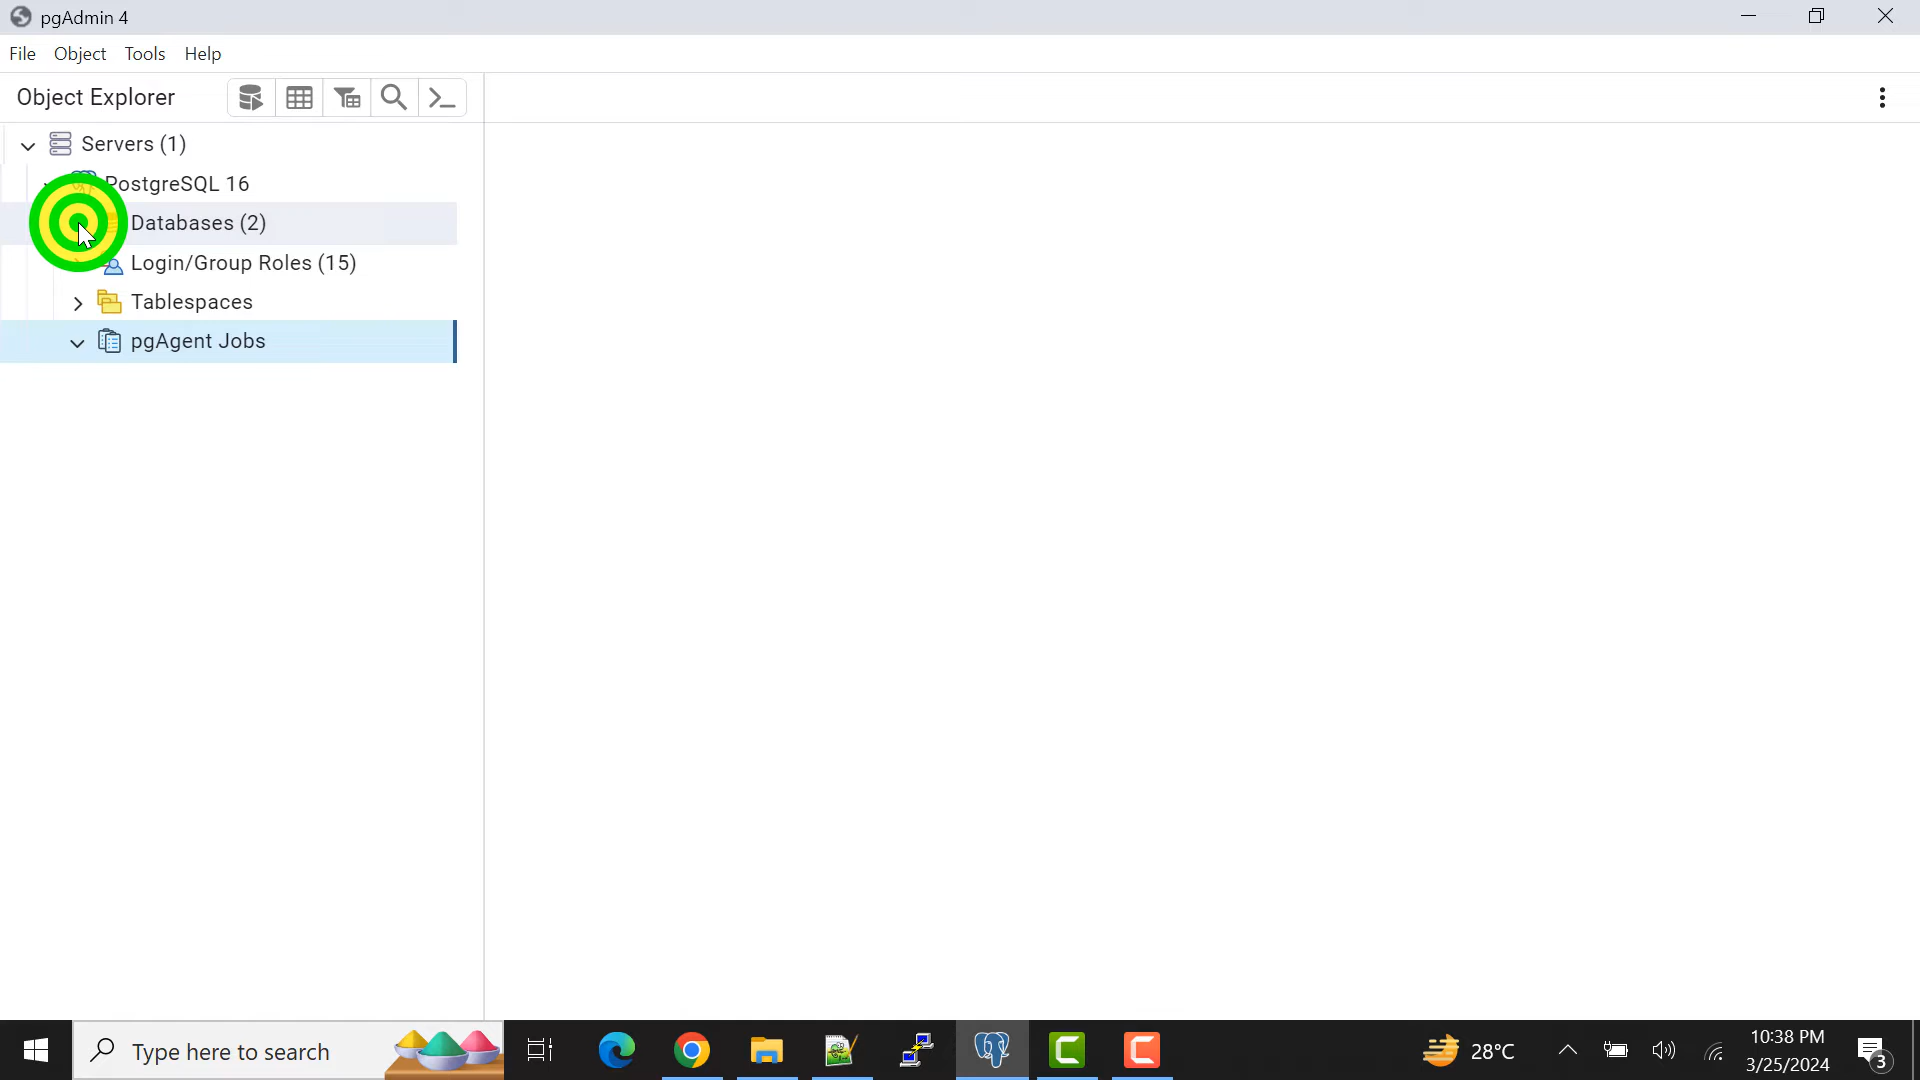 pgAdmin 4
File Object Tools Help
Object Explorer
Servers (1)
PostgreSQL 16
Databases (2)
Login/Group Roles (15)
Tablespaces
pgAgent Jobs
Type here to search
28°C
10:38 PM
3/25/2024
3